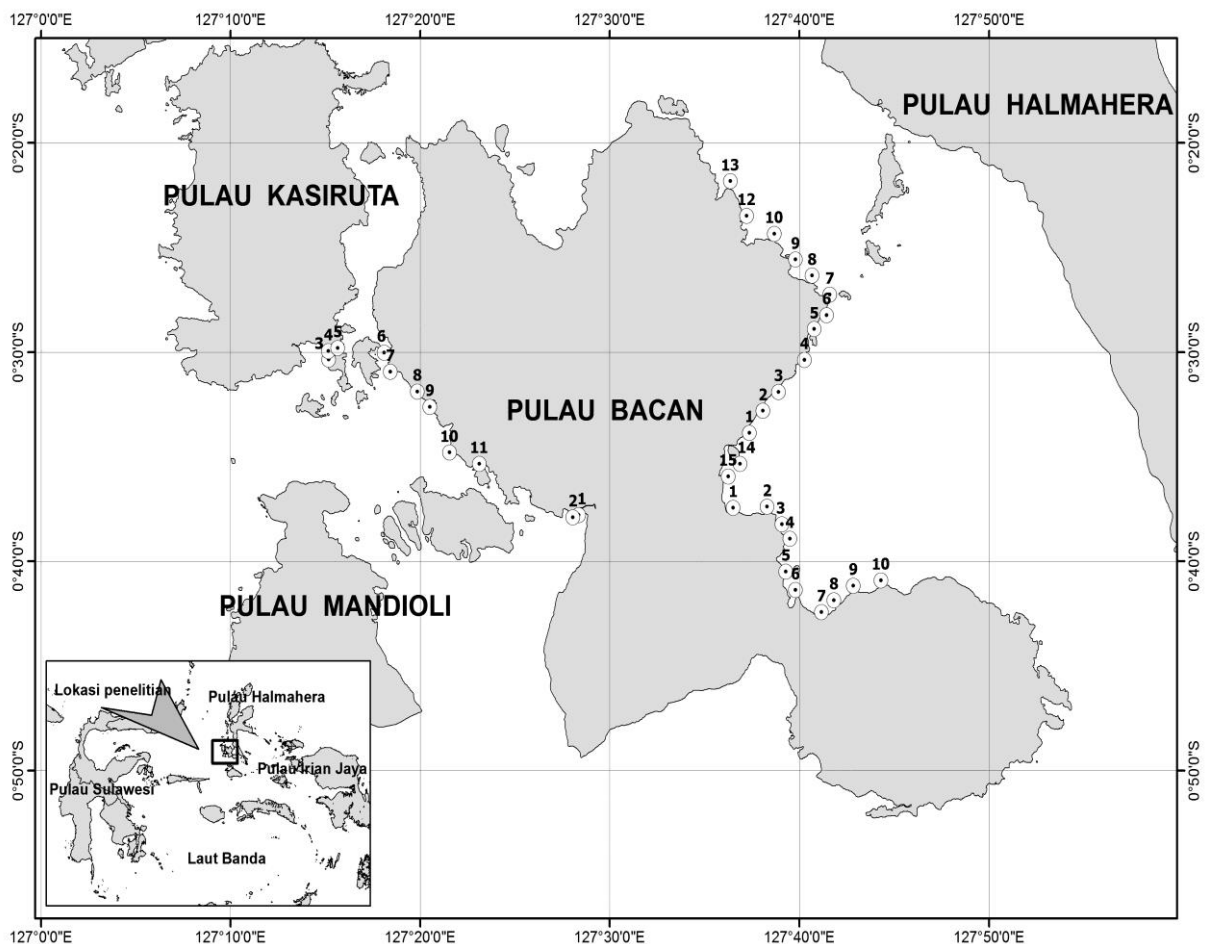 127°0'0"E 127°10'0"E 127°20'0"E 127°30'0"E 127°40'0"E 127°50'0"E
PULAU HALMAHERA
0°20'0"S 0°20'0"S
13
PULAU KASIRUTA
12
10
9
8
7
6
5
4 5 6
3 4
0°30'0"S 0°30'0"S
7
8 3
9 2
PULAU BACAN
1
10 11 14
15
2 1 1 2
3
4
0°40'0"S 0°40'0"S
5 9 10
6 8
7
PULAU MANDIOLI
Lokasi penelitian
Pulau Halmahera
Pulau Irian Jaya
Pulau Sulawesi
Laut Banda
0°50'0"S 0°50'0"S
127°0'0"E 127°10'0"E 127°20'0"E 127°30'0"E 127°40'0"E 127°50'0"E